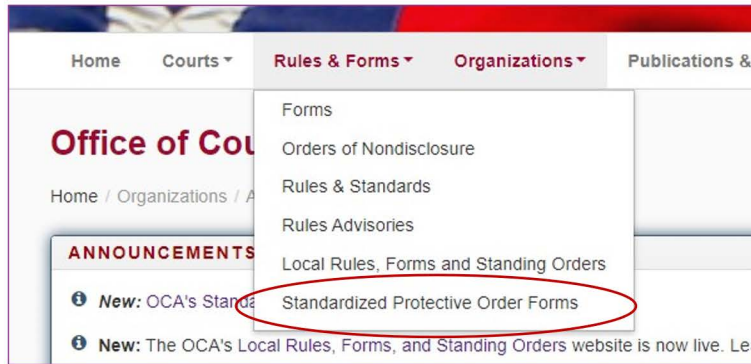 Home Courts Rules & Forms Organizations Publications &
Forms
Office of Cou
Orders of Nondisclosure
Rules & Standards
Home / Organizations / A
Rules Advisories
ANNOUNCEMENTS
Local Rules, Forms and Standing Orders
New: OCA's Standa
Standardized Protective Order Forms
New: The OCA's Local Rules, Forms, and Standing Orders website is now live. Le